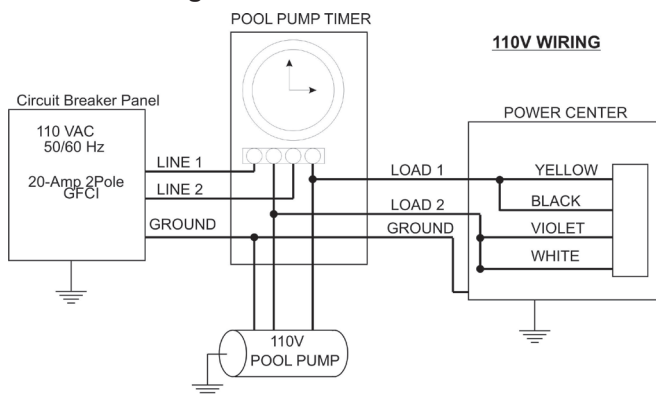 POOL PUMP TIMER
110V WIRING
Circuit Breaker Panel
110 VAC
50/60 Hz
20-Amp 2Pole
GFCI
LINE 1
LINE 2
GROUND
LOAD 1
LOAD 2
GROUND
POWER CENTER
YELLOW
BLACK
VIOLET
WHITE
110V
POOL PUMP